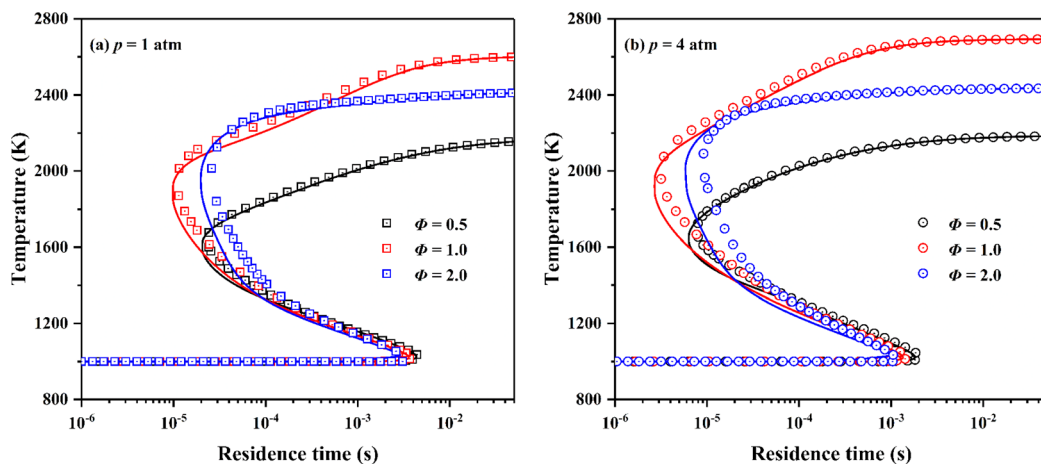 2800
2400
2000
1600
1200
800
Temperature (K)
(a) p = 1 atm
Φ = 0.5
Φ = 1.0
Φ = 2.0
10-6
10-5
10-4
10-3
10-2
Residence time (s)
2800
2400
2000
1600
1200
800
Temperature (K)
(b) p = 4 atm
Φ = 0.5
Φ = 1.0
Φ = 2.0
10-6
10-5
10-4
10-3
10-2
Residence time (s)